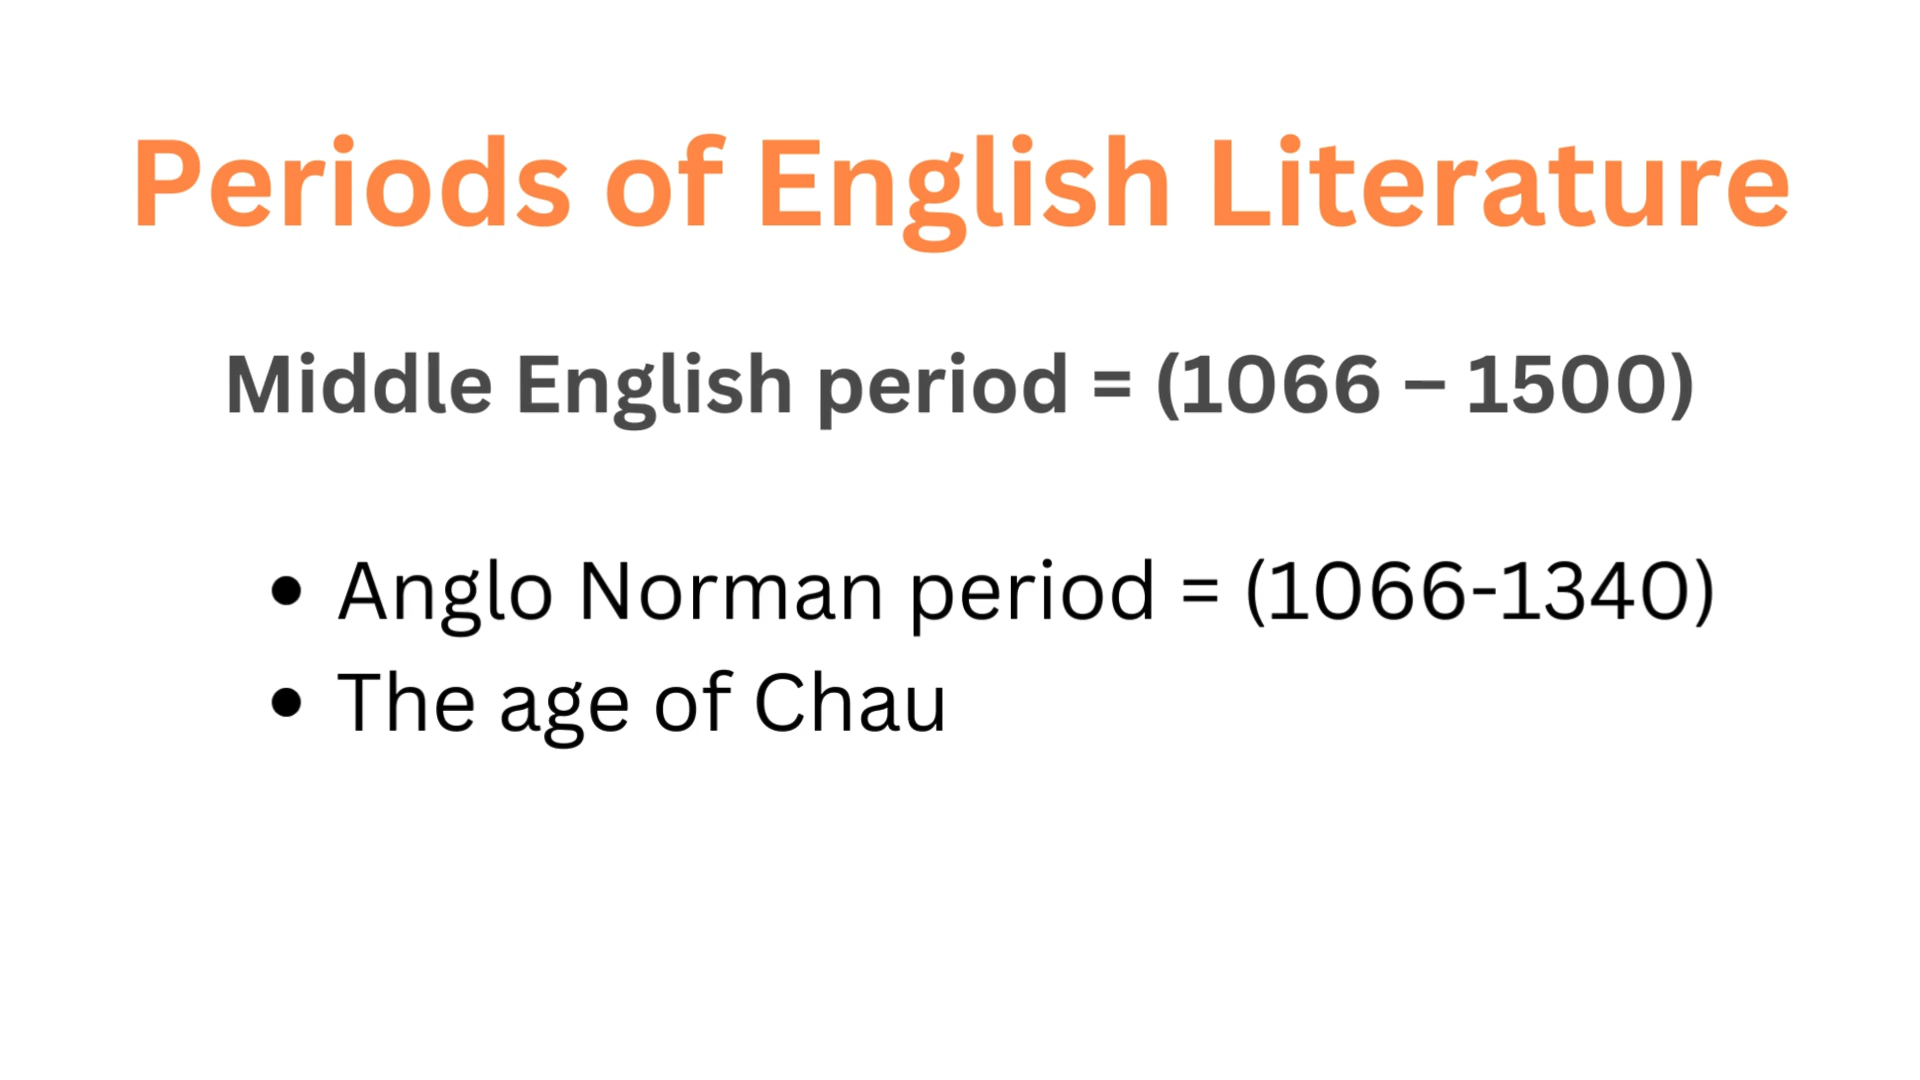 Periods of English Literature
Middle English period = (1066 – 1500)
• Anglo Norman period = (1066-1340)
• The age of Chau